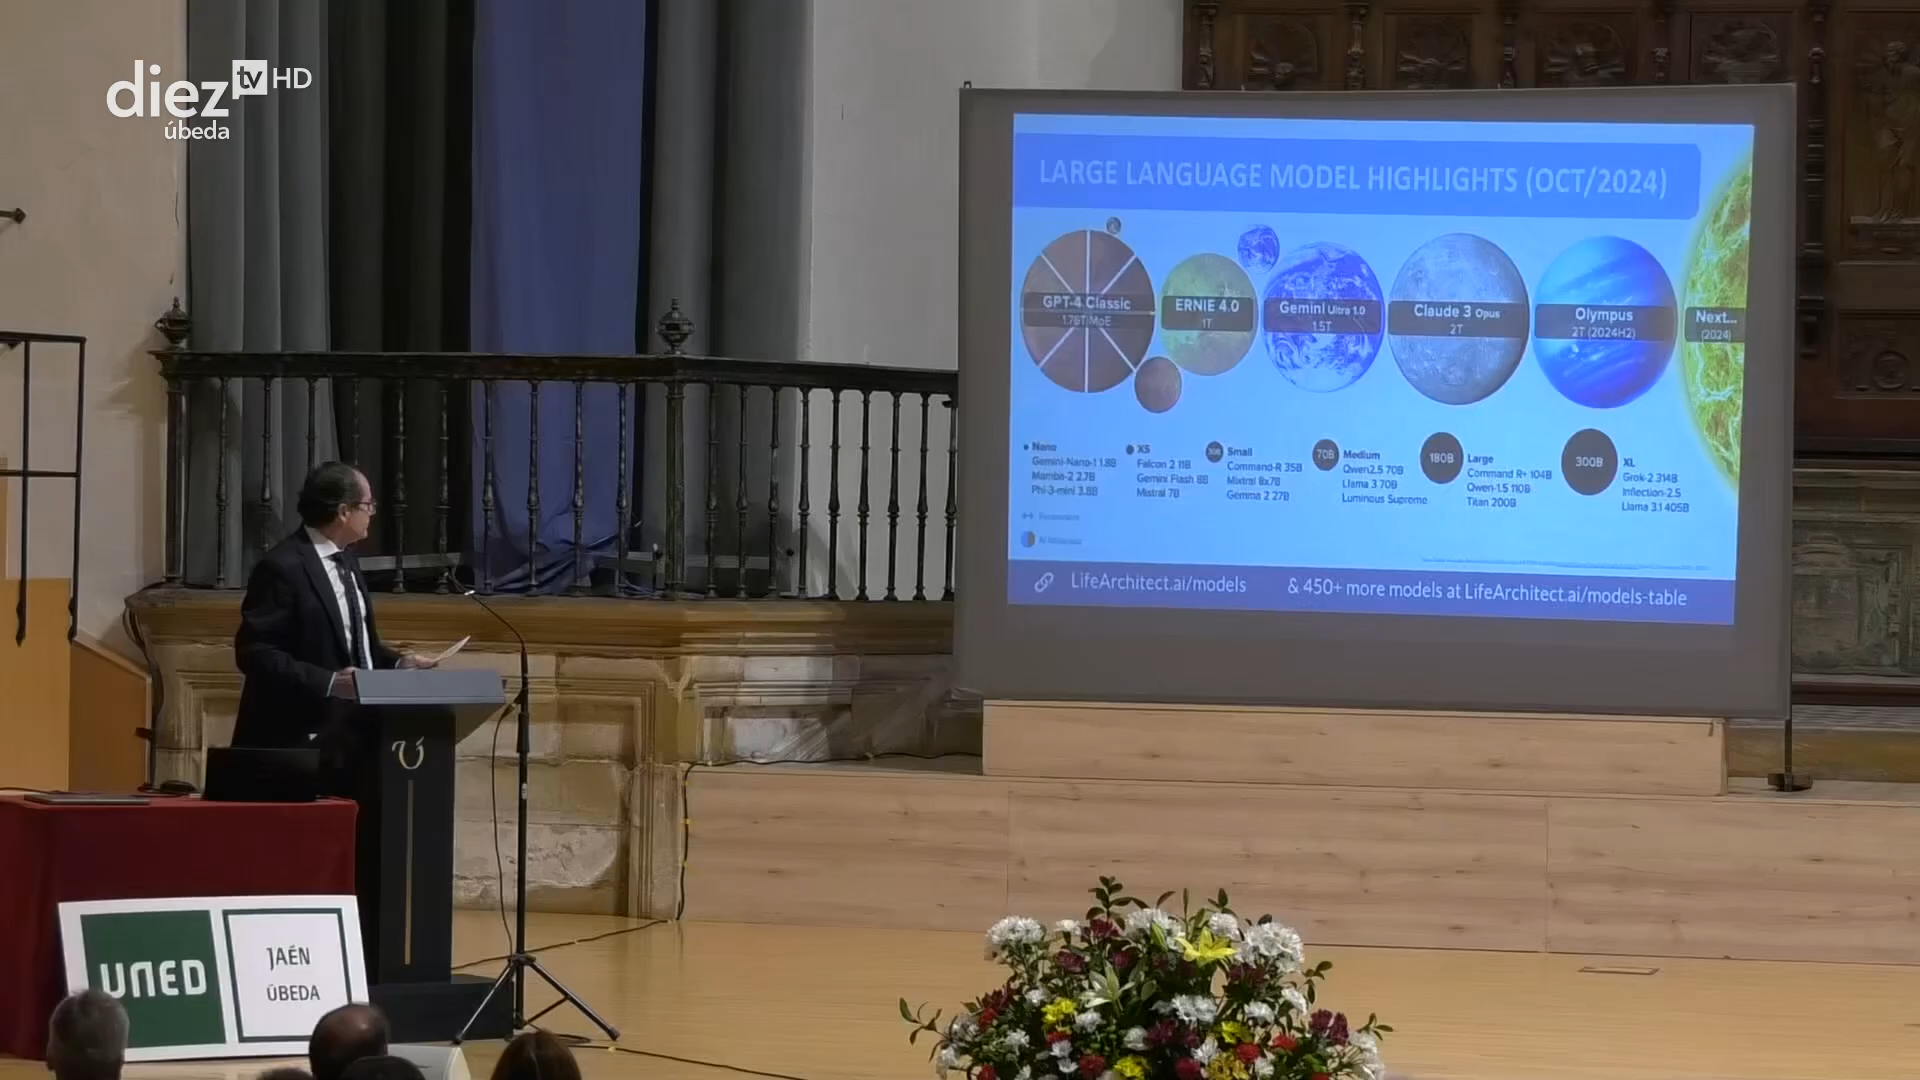 diez tv HD
úbeda
LARGE LANGUAGE MODEL HIGHLIGHTS (OCT/2024)
GPT-4 Classic
1.76T MoE
ERNIE 4.0
1T
Gemini Ultra 1.0
1.5T
Claude 3 Opus
2T
Olympus
2T (2024H2)
Next...
(2024)
Nano
Gemini-Nano-1 1.8B
Mamba-2 2.7B
Phi-3-mini 3.8B
XS
Falcon 2 11B
Gemini Flash 8B
Mistral 7B
Small
Command-R 35B
Mixtral 8x7B
Gemma 2 27B
70B
Medium
Qwen2.5 70B
Llama 3 70B
Luminous Supreme
180B
Large
Command R+ 104B
Qwen-1.5 110B
Titan 200B
300B
XL
Grok-2 314B
Inflection-2.5
Llama 3.1 405B
Parameters
LifeArchitect.ai/models
& 450+ more models at LifeArchitect.ai/models-table
Ú
UNED
JAÉN
ÚBEDA